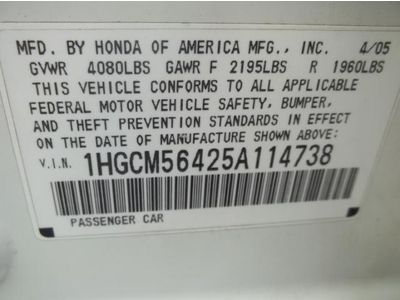 MFD. BY HONDA OF AMERICA MFG., INC. 4/05
GVWR 4080LBS GAWR F 2195LBS R 1960LBS
THIS VEHICLE CONFORMS TO ALL APPLICABLE
FEDERAL MOTOR VEHICLE SAFETY, BUMPER,
AND THEFT PREVENTION STANDARDS IN EFFECT
ON THE DATE OF MANUFACTURE SHOWN ABOVE:
V.I.N. 1HGCM56425A114738
PASSENGER CAR